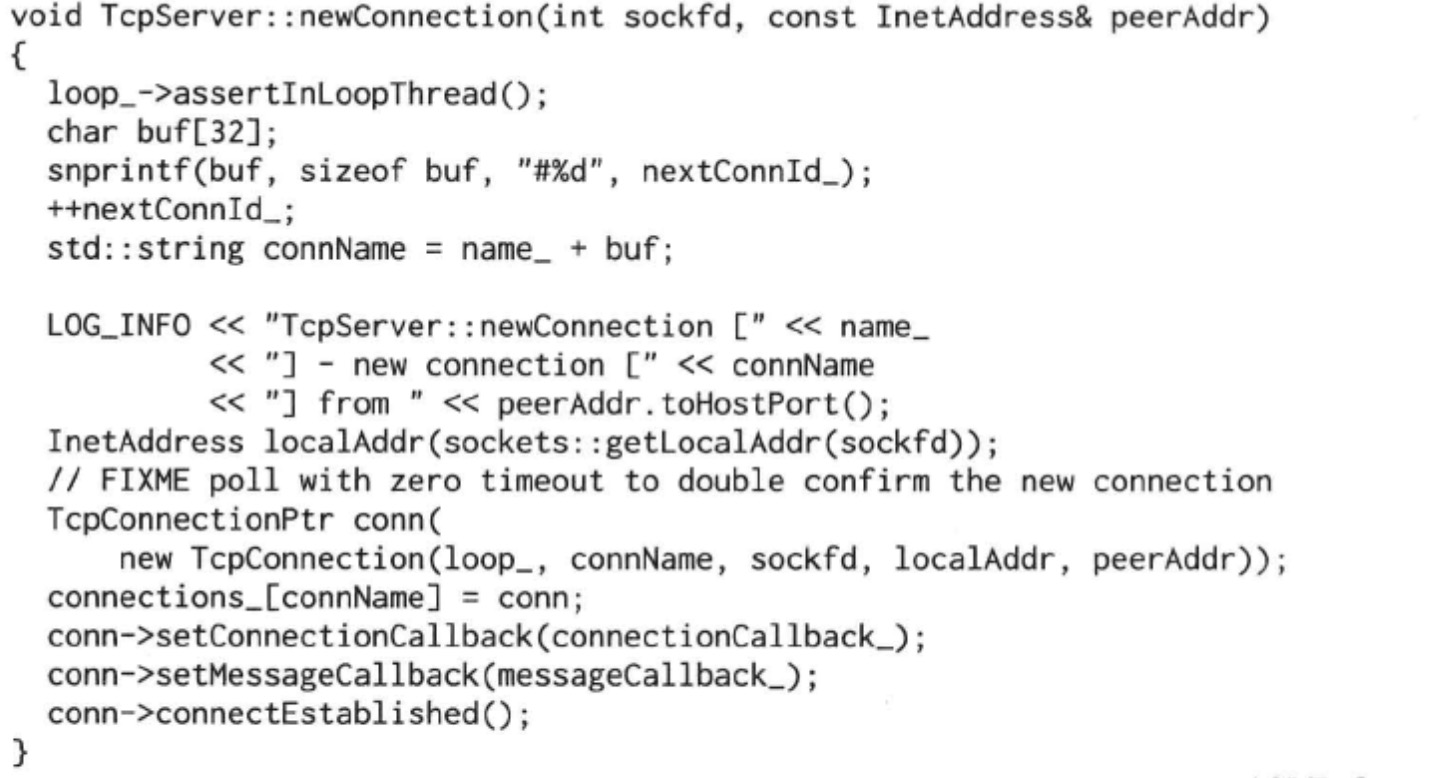 void TcpServer::newConnection(int sockfd, const InetAddress& peerAddr)
{
  loop_->assertInLoopThread();
  char buf[32];
  snprintf(buf, sizeof buf, "#%d", nextConnId_);
  ++nextConnId_;
  std::string connName = name_ + buf;

  LOG_INFO << "TcpServer::newConnection [" << name_
           << "] - new connection [" << connName
           << "] from " << peerAddr.toHostPort();
  InetAddress localAddr(sockets::getLocalAddr(sockfd));
  // FIXME poll with zero timeout to double confirm the new connection
  TcpConnectionPtr conn(
      new TcpConnection(loop_, connName, sockfd, localAddr, peerAddr));
  connections_[connName] = conn;
  conn->setConnectionCallback(connectionCallback_);
  conn->setMessageCallback(messageCallback_);
  conn->connectEstablished();
}